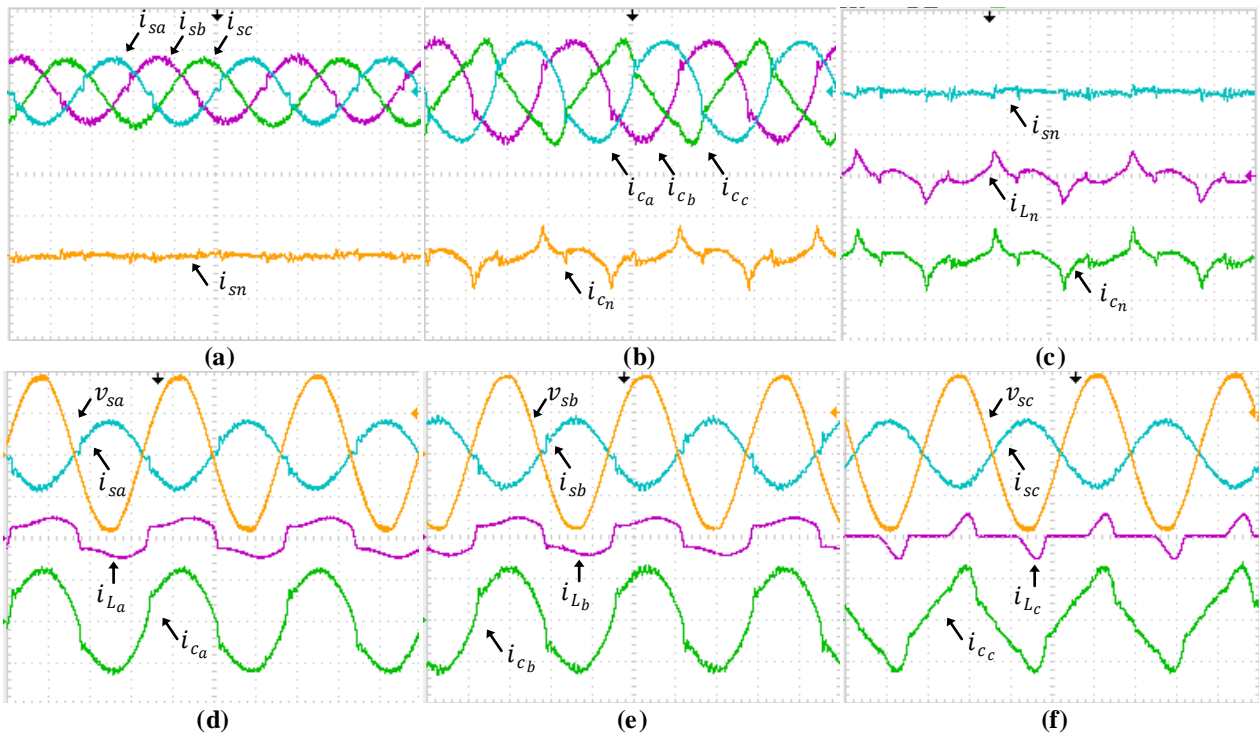 i_sa i_sb i_sc
i_sn
(a)
i_ca i_cb i_cc
i_cn
(b)
i_sn
i_Ln
i_cn
(c)
v_sa
i_sa
i_La
i_ca
(d)
v_sb
i_sb
i_Lb
i_cb
(e)
v_sc
i_sc
i_Lc
i_cc
(f)